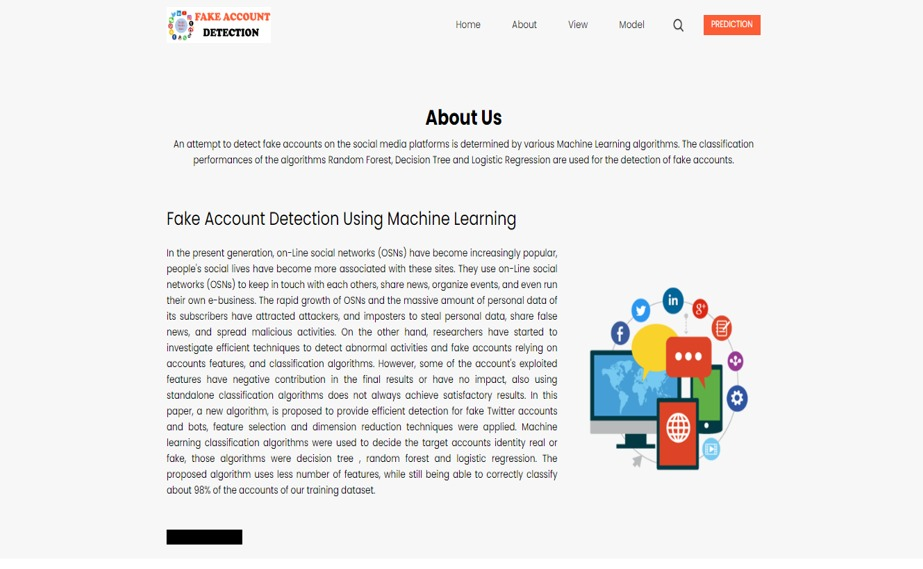 FAKE ACCOUNT
DETECTION
Home About View Model PREDICTION
About Us
An attempt to detect fake accounts on the social media platforms is determined by various Machine Learning algorithms. The classification
performances of the algorithms Random Forest, Decision Tree and Logistic Regression are used for the detection of fake accounts.
Fake Account Detection Using Machine Learning
In the present generation, on-Line social networks (OSNs) have become increasingly popular,
people's social lives have become more associated with these sites. They use on-Line social
networks (OSNs) to keep in touch with each others, share news, organize events, and even run
their own e-business. The rapid growth of OSNs and the massive amount of personal data of
its subscribers have attracted attackers, and imposters to steal personal data, share false
news, and spread malicious activities. On the other hand, researchers have started to
investigate efficient techniques to detect abnormal activities and fake accounts relying on
accounts features, and classification algorithms. However, some of the account's exploited
features have negative contribution in the final results or have no impact, also using
standalone classification algorithms does not always achieve satisfactory results. In this
paper, a new algorithm, is proposed to provide efficient detection for fake Twitter accounts
and bots, feature selection and dimension reduction techniques were applied. Machine
learning classification algorithms were used to decide the target accounts identity real or
fake, those algorithms were decision tree , random forest and logistic regression. The
proposed algorithm uses less number of features, while still being able to correctly classify
about 98% of the accounts of our training dataset.
f
in
g+